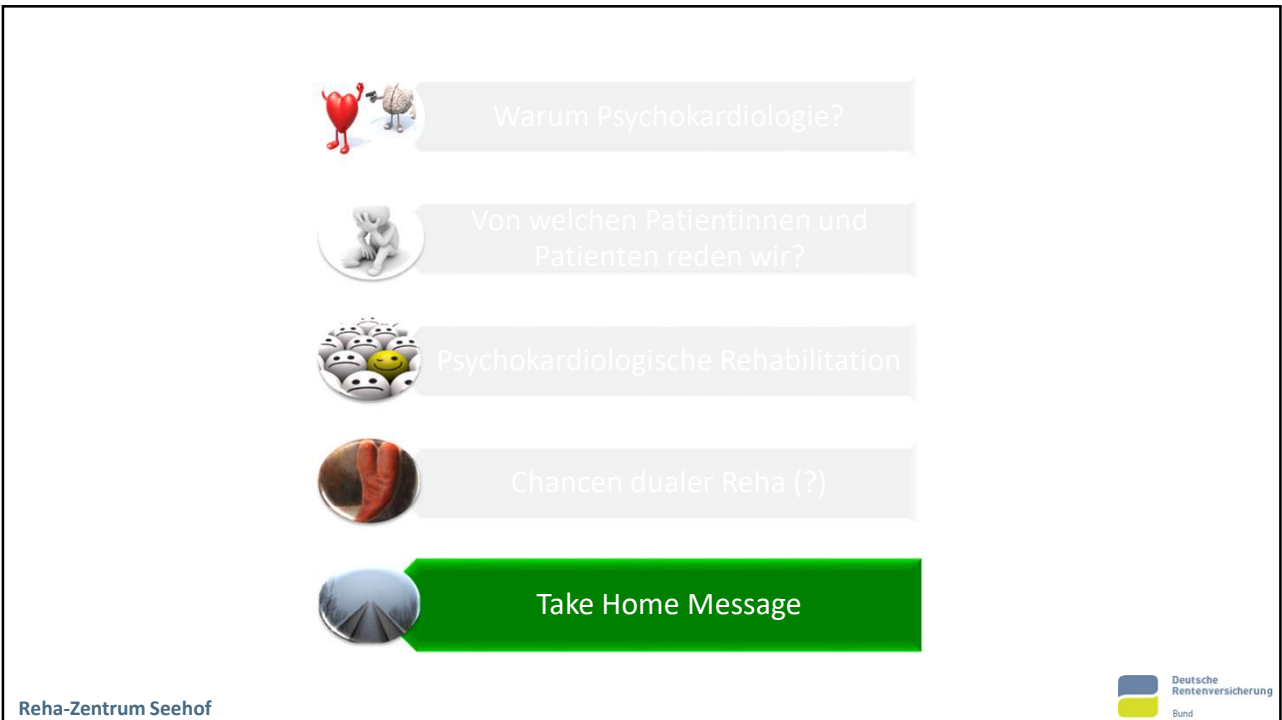 Warum Psychokardiologie?
Von welchen Patientinnen und
Patienten reden wir?
Psychokardiologische Rehabilitation
Chancen dualer Reha (?)
Take Home Message
Reha-Zentrum Seehof
Deutsche
Rentenversicherung
Bund